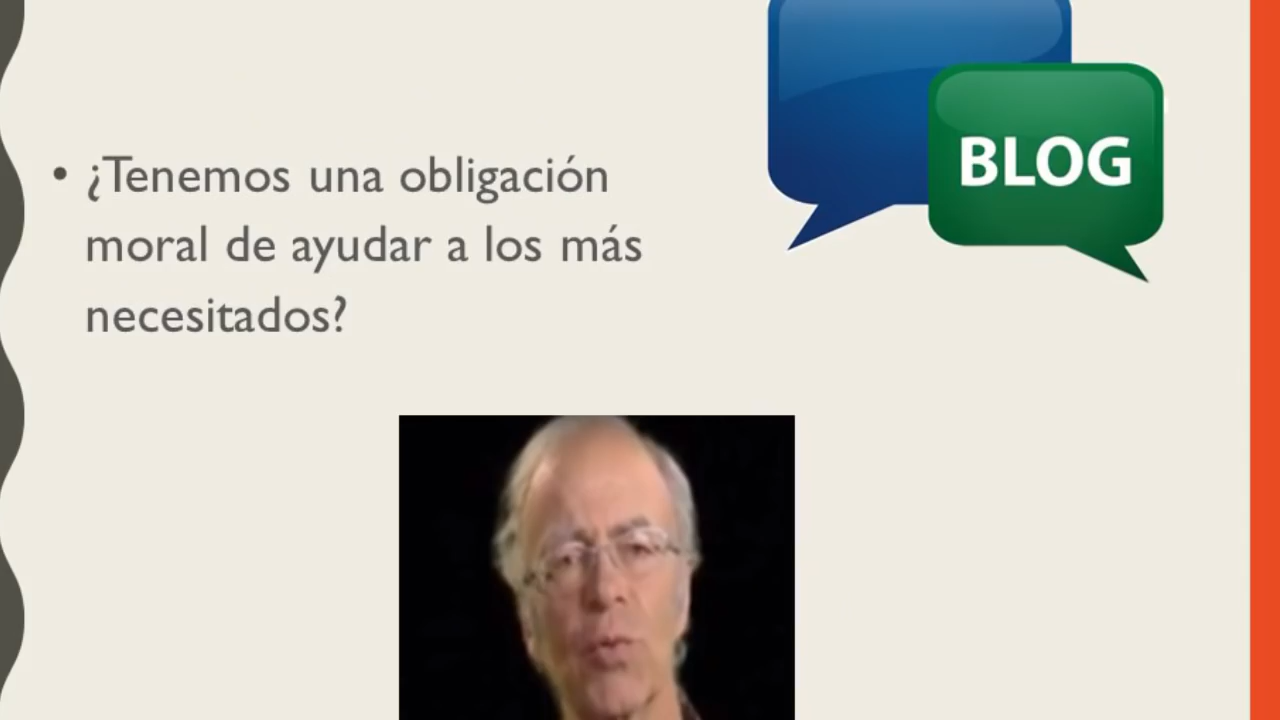 • ¿Tenemos una obligación
moral de ayudar a los más
necesitados?
BLOG